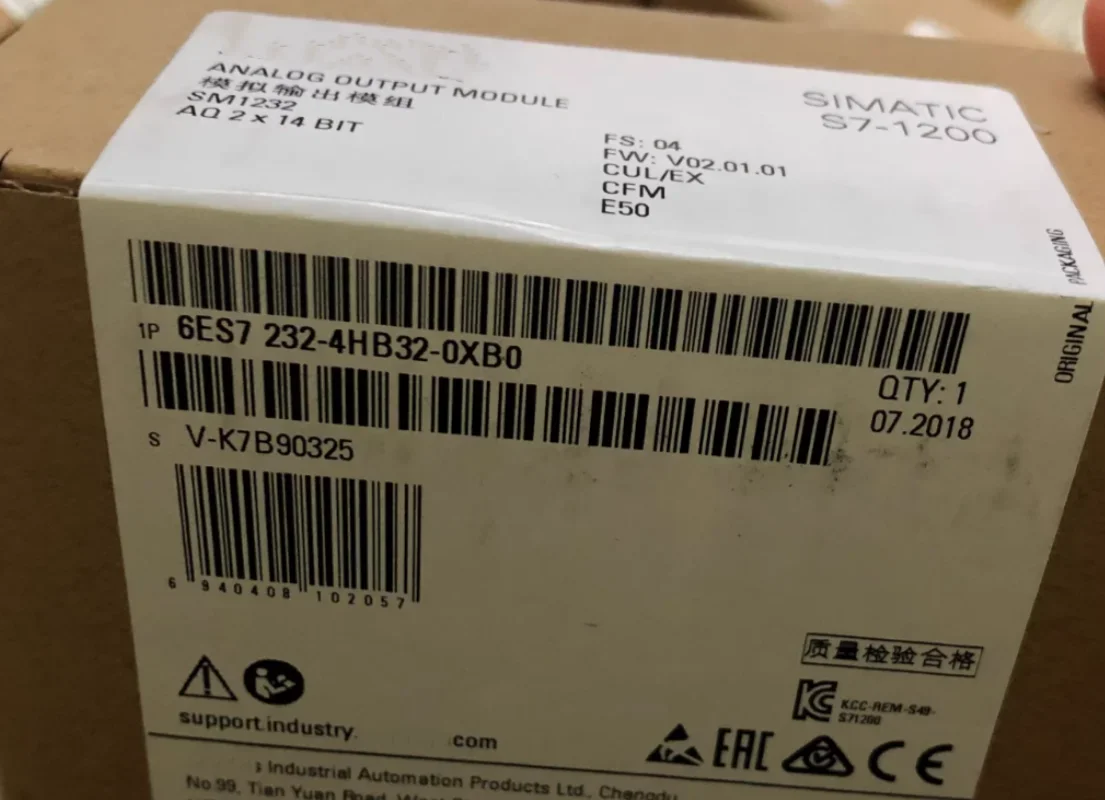 ANALOG OUTPUT MODULE
模拟输出模组
SM1232
AQ 2 x 14 BIT
SIMATIC
S7-1200
FS: 04
FW: V02.01.01
CUL/EX
CFM
E50
ORIGINAL PACKAGING
1P 6ES7 232-4HB32-0XB0
QTY: 1
07.2018
S V-K7B90325
6 940408 102057
质量检验合格
KCC-REM-S49-
S71200
support.industry. .com
EAC
CE
Industrial Automation Products Ltd., Chengdu
No.99, Tian Yuan Road, West